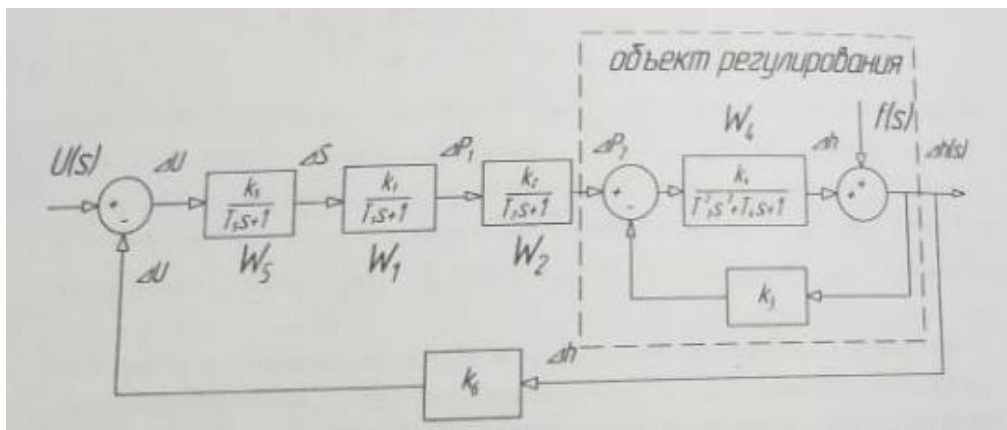 объект регулирования
U(s)
ΔU
ΔS
ΔP₁
ΔP₂
W₄
Δh
f(s)
Δh(s)
+
-
k₅
T₅s+1
W₅
k₁
T₁s+1
W₁
k₂
T₂s+1
W₂
+
-
k₄
T²₃s²+T₄s+1
+
+
k₃
ΔU
Δh
k₆